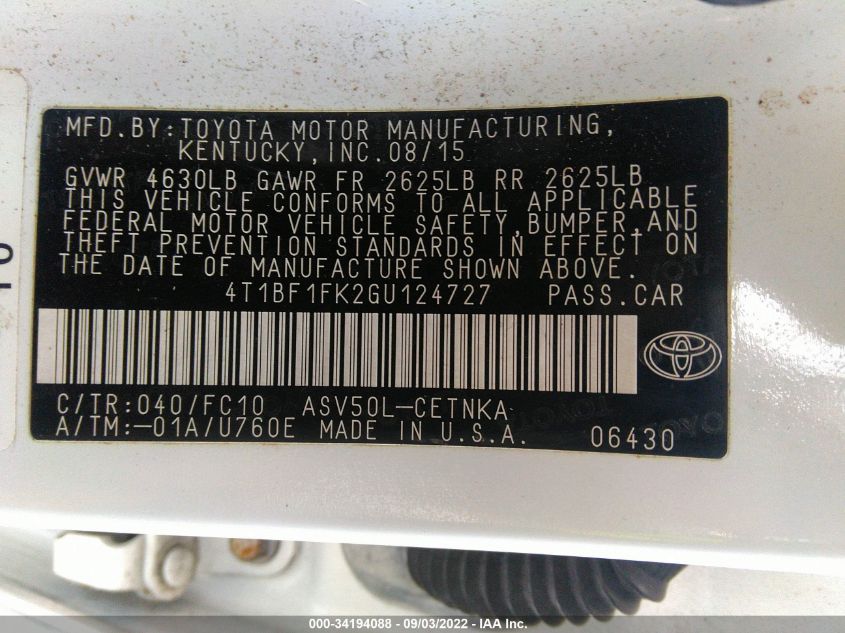 MFD.BY:TOYOTA MOTOR MANUFACTURING,
KENTUCKY,INC.08/15
GVWR 4630LB GAWR FR 2625LB RR 2625LB
THIS VEHICLE CONFORMS TO ALL APPLICABLE
FEDERAL MOTOR VEHICLE SAFETY,BUMPER,AND
THEFT PREVENTION STANDARDS IN EFFECT ON
THE DATE OF MANUFACTURE SHOWN ABOVE.
4T1BF1FK2GU124727 PASS.CAR
C/TR:040/FC10 ASV50L-CETNKA
A/TM:-01A/U760E MADE IN U.S.A. 06430
000-34194088 - 09/03/2022 - IAA Inc.